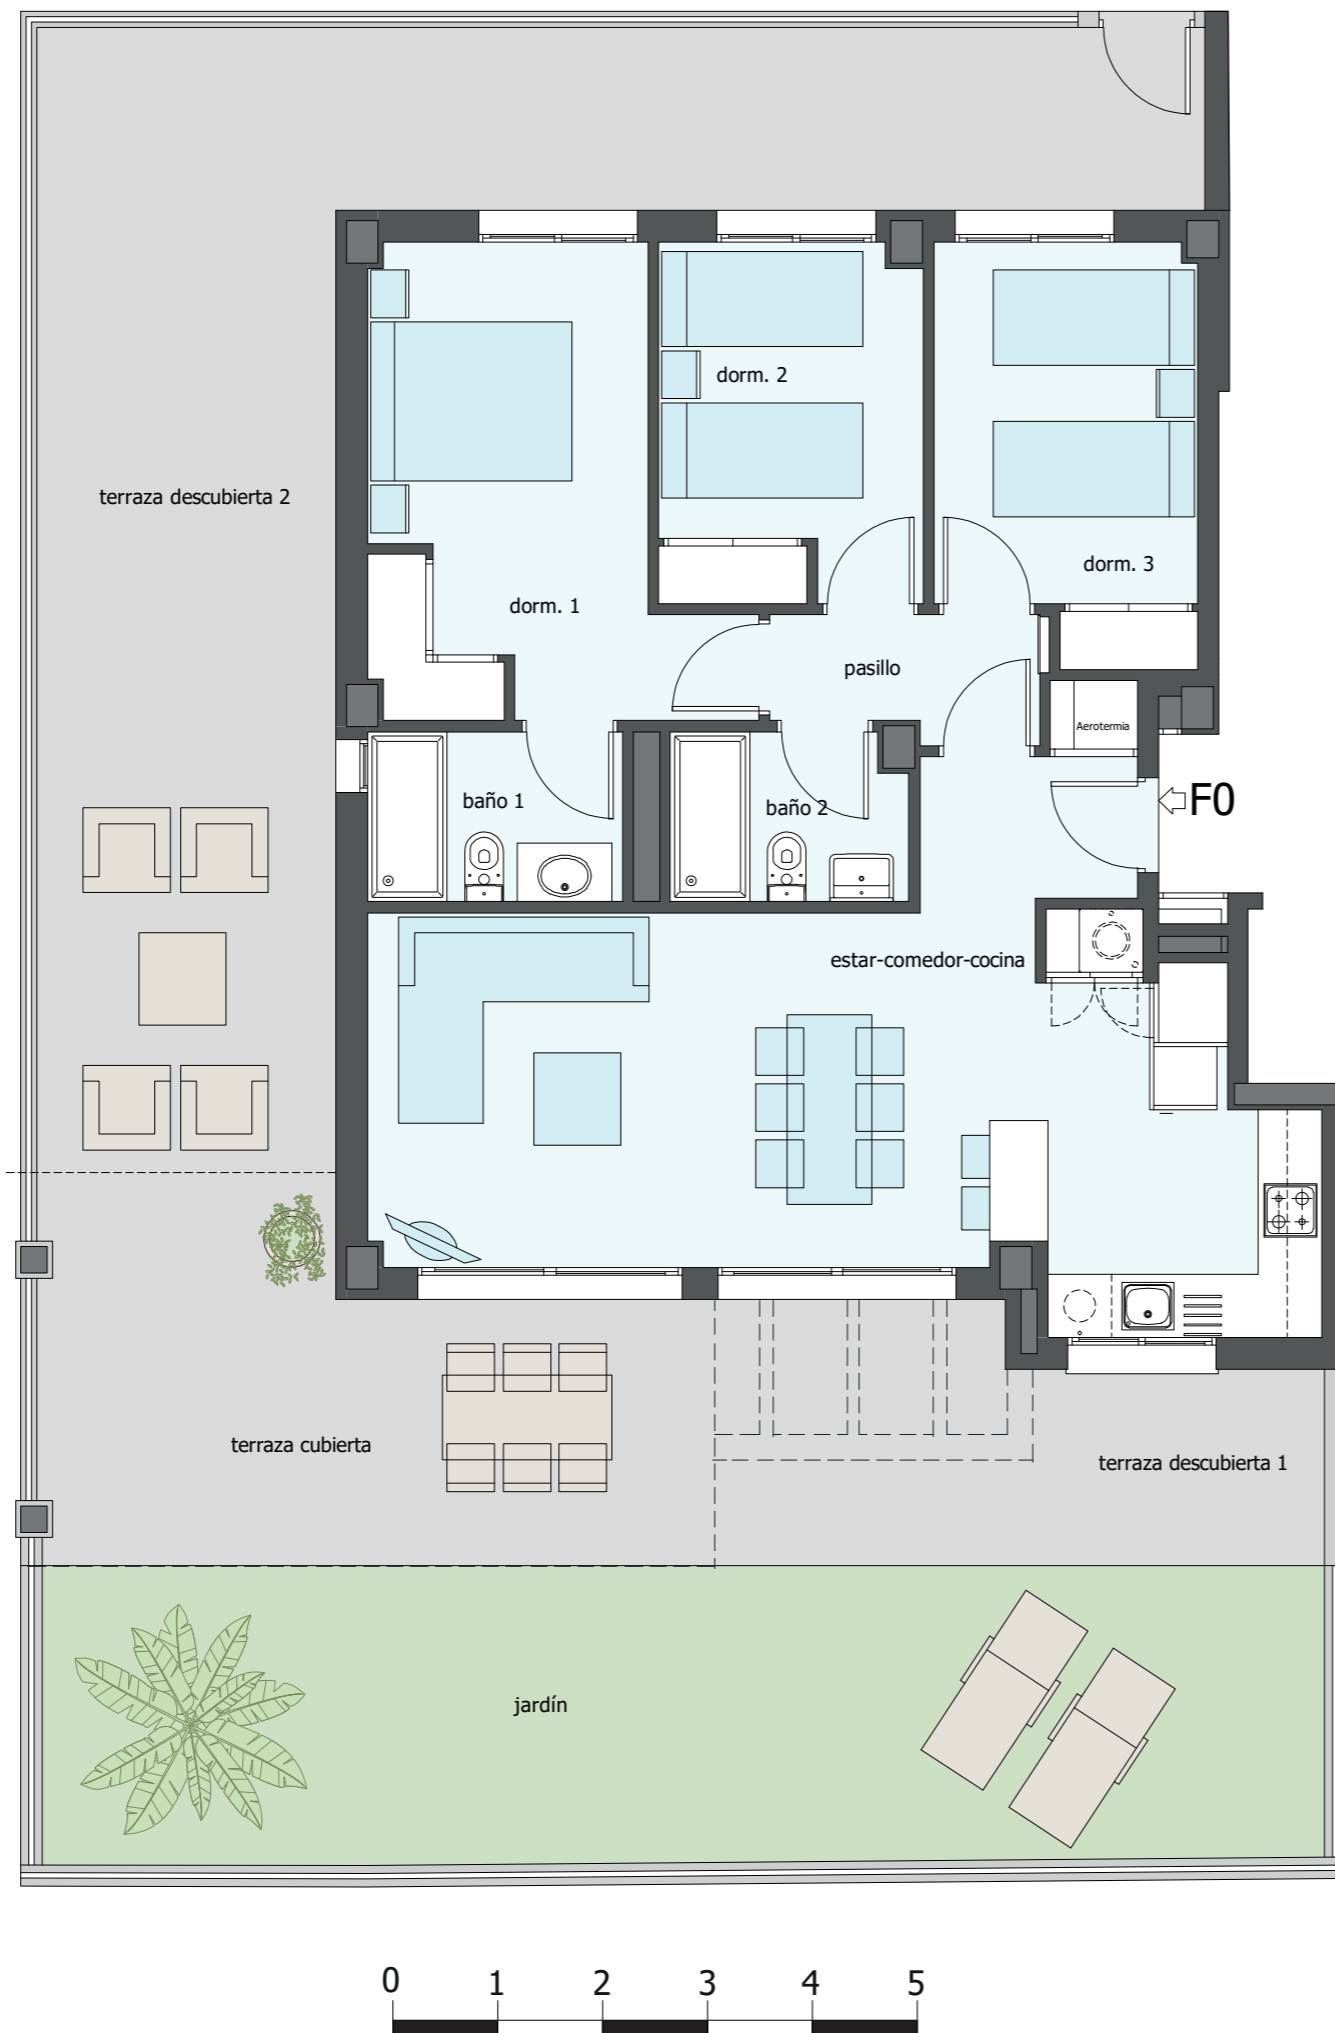 dorm. 2
terraza descubierta 2
dorm. 3
dorm. 1
pasillo
Aerotermia
baño 1
baño 2
F0
estar-comedor-cocina
terraza cubierta
terraza descubierta 1
jardín
0 1 2 3 4 5